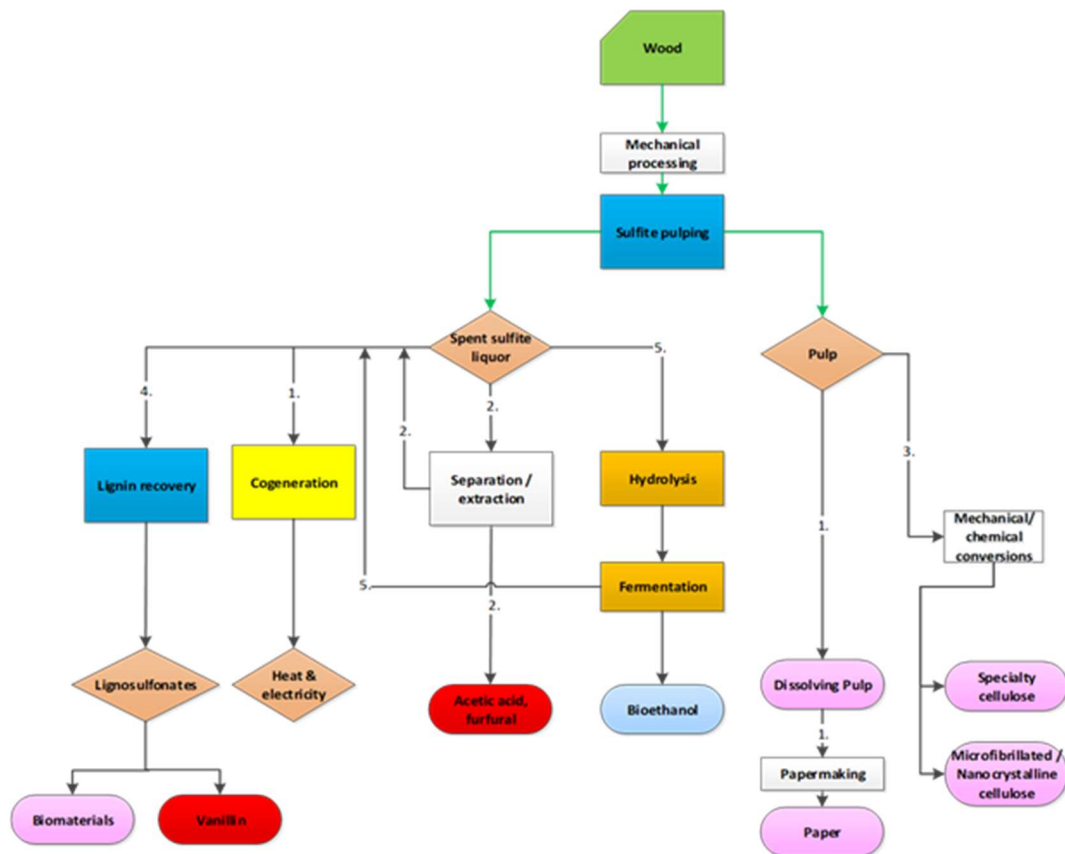 Wood
Mechanical
processing
Sulfite pulping
Spent sulfite
liquor
Pulp
5.
4.
1.
2.
2.
3.
Lignin recovery
Cogeneration
Separation /
extraction
Hydrolysis
1.
Mechanical/
chemical
conversions
5.
Fermentation
2.
Lignosulfonates
Heat &
electricity
Acetic acid,
furfural
Bioethanol
Dissolving Pulp
Specialty
cellulose
1.
Papermaking
Microfibrillated /
Nanocrystalline
cellulose
Biomaterials
Vanillin
Paper